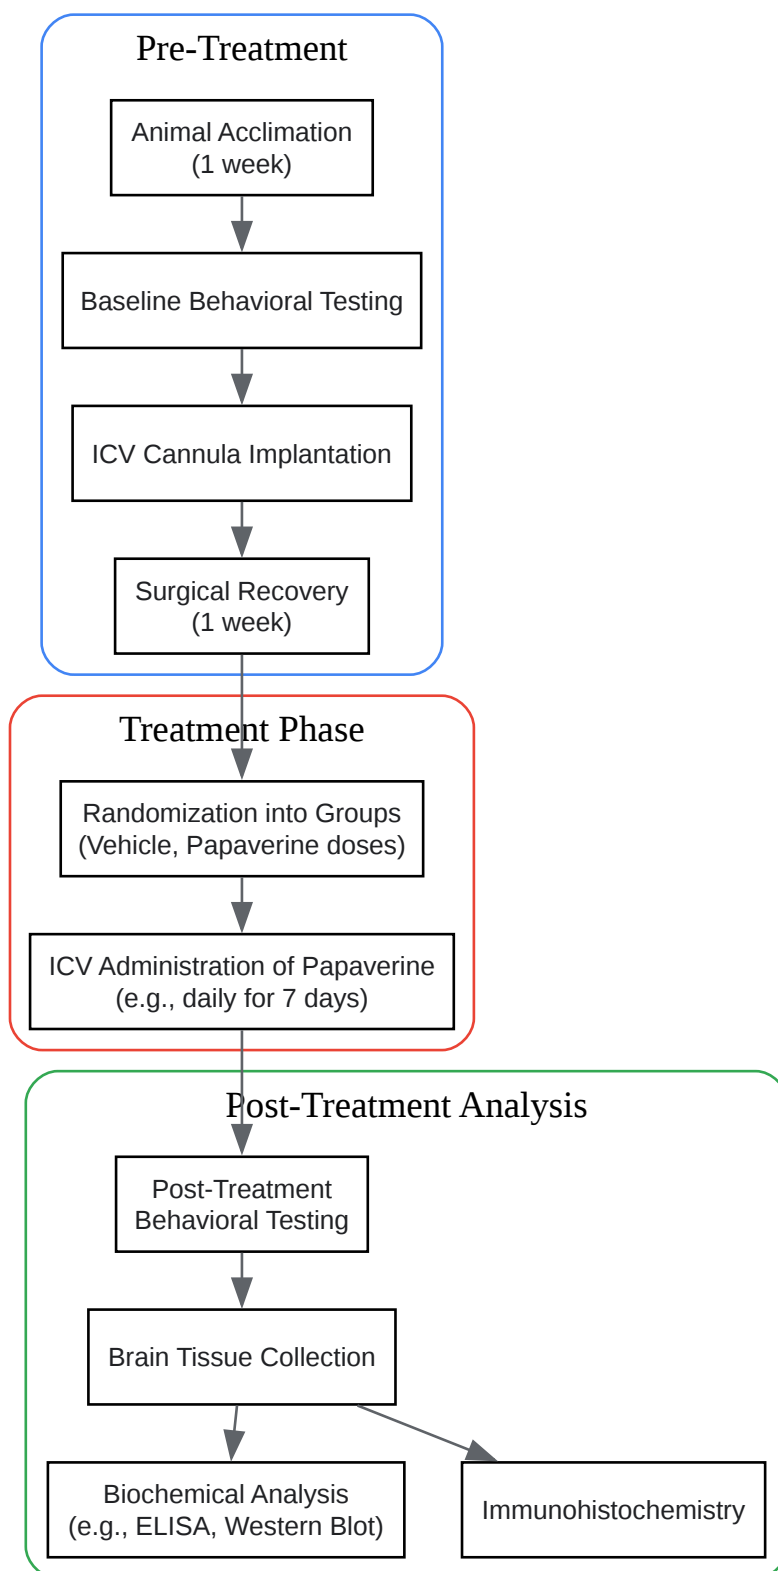 Pre-Treatment
Animal Acclimation
(1 week)
Baseline Behavioral Testing
ICV Cannula Implantation
Surgical Recovery
(1 week)
Treatment Phase
Randomization into Groups
(Vehicle, Papaverine doses)
ICV Administration of Papaverine
(e.g., daily for 7 days)
Post-Treatment Analysis
Post-Treatment
Behavioral Testing
Brain Tissue Collection
Biochemical Analysis
(e.g., ELISA, Western Blot)
Immunohistochemistry